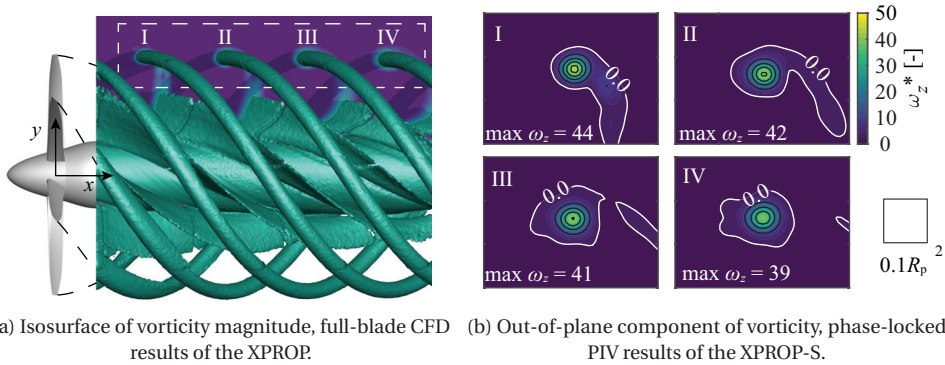 I II III IV
y
x
a) Isosurface of vorticity magnitude, full-blade CFD
results of the XPROP.
I
0.0
max ω_z = 44
II
0.0
max ω_z = 42
III
0.0
max ω_z = 41
IV
0.0
max ω_z = 39
50
40
30
20
10
0
ω_z* [-]
0.1R_p²
(b) Out-of-plane component of vorticity, phase-locked
PIV results of the XPROP-S.